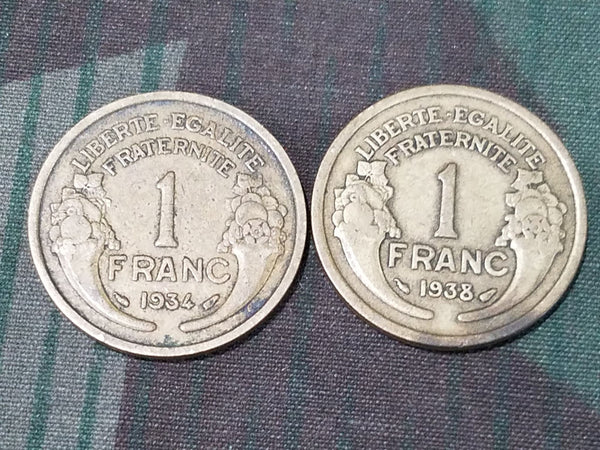 LIBERTE·EGALITE
FRATERNITE
1
FRANC
1934
LIBERTE·EGALITE
FRATERNITE
1
FRANC
1938